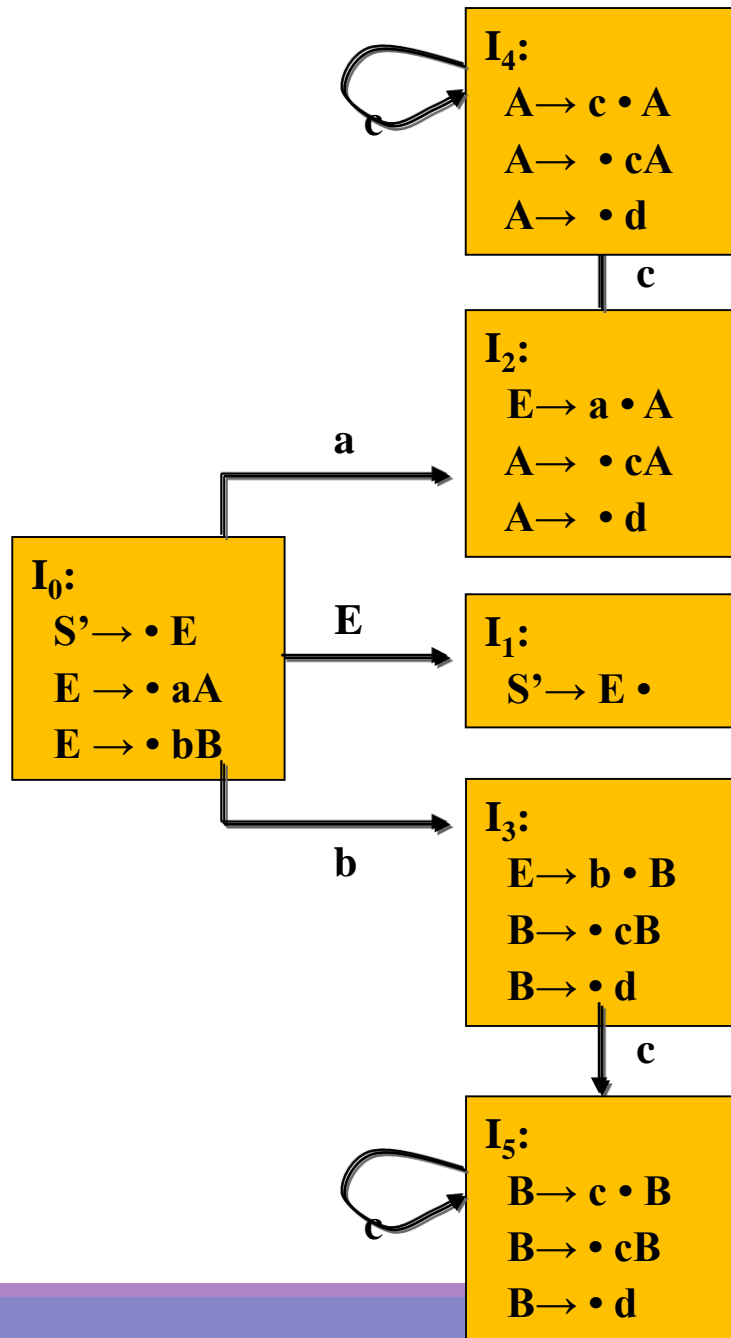 I₄:
A→ c • A
A→ • cA
A→ • d
c
c
I₂:
E→ a • A
A→ • cA
A→ • d
a
I₀:
S’→ • E
E → • aA
E → • bB
E
I₁:
S’→ E •
b
I₃:
E→ b • B
B→ • cB
B→ • d
c
I₅:
B→ c • B
B→ • cB
B→ • d
c